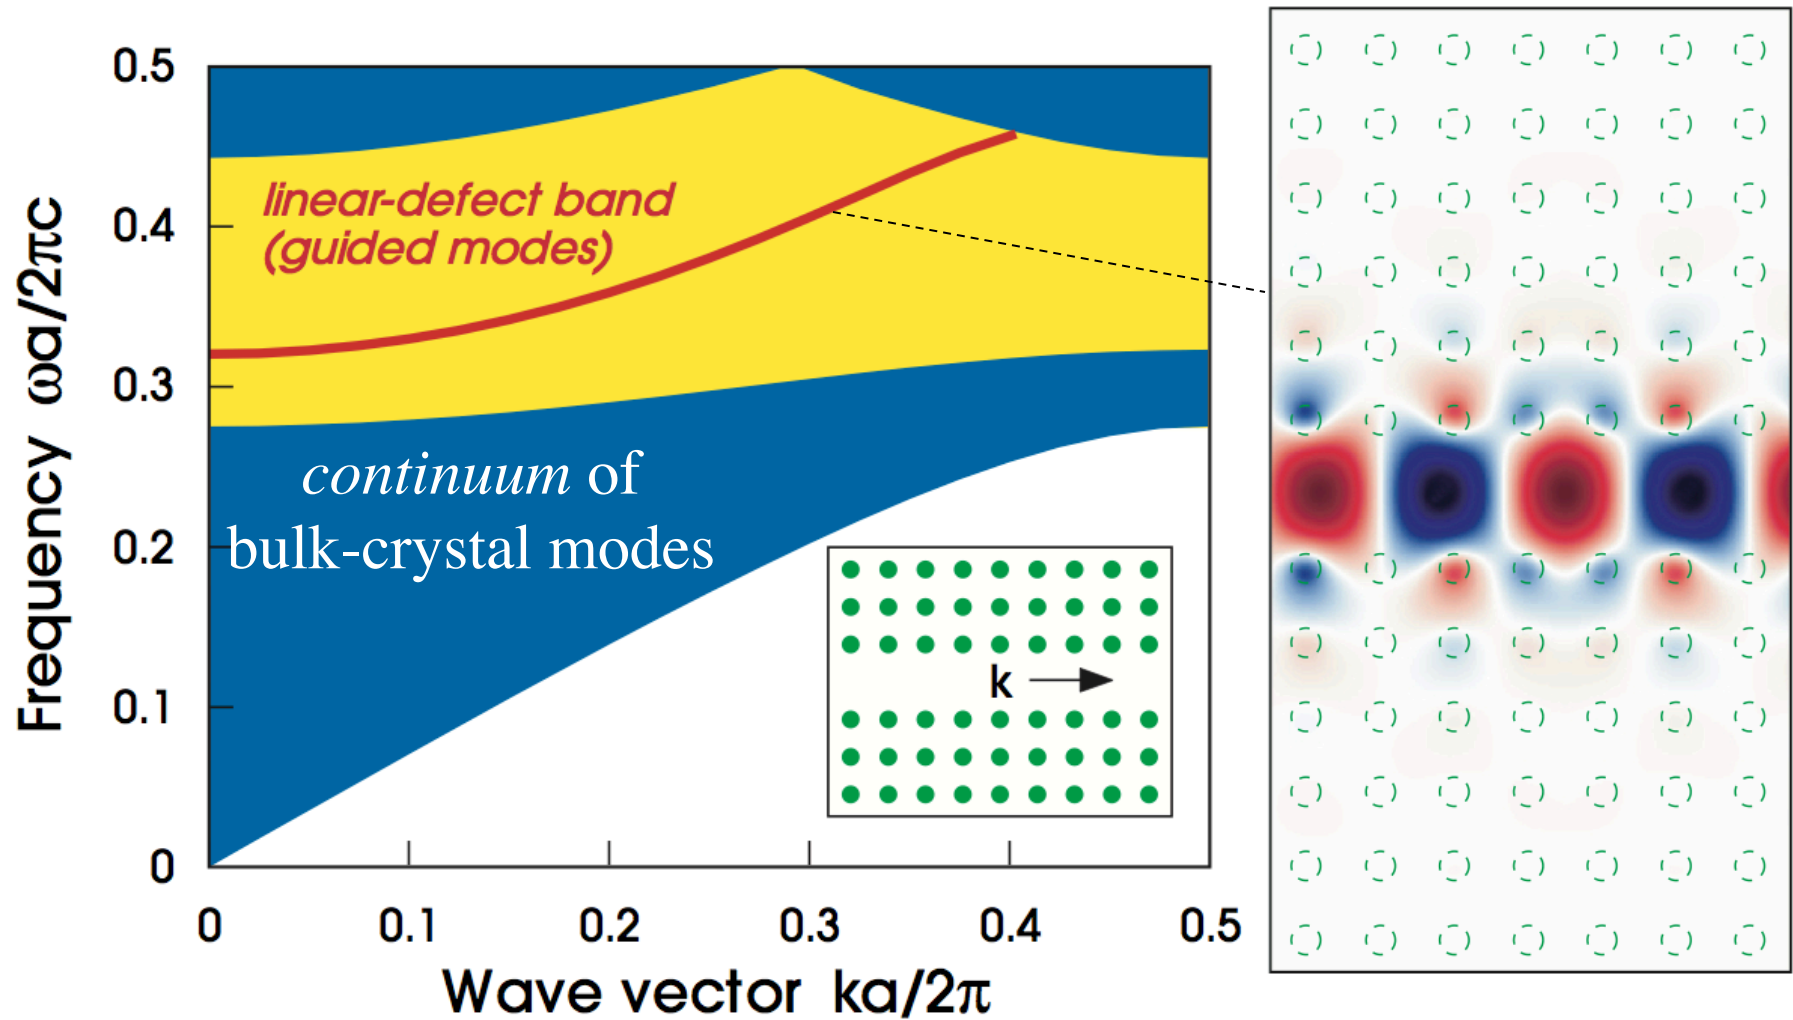 0.5
0.4
0.3
0.2
0.1
0
Frequency ωa/2πc
linear-defect band
(guided modes)
continuum of
bulk-crystal modes
k
0 0.1 0.2 0.3 0.4 0.5
Wave vector ka/2π